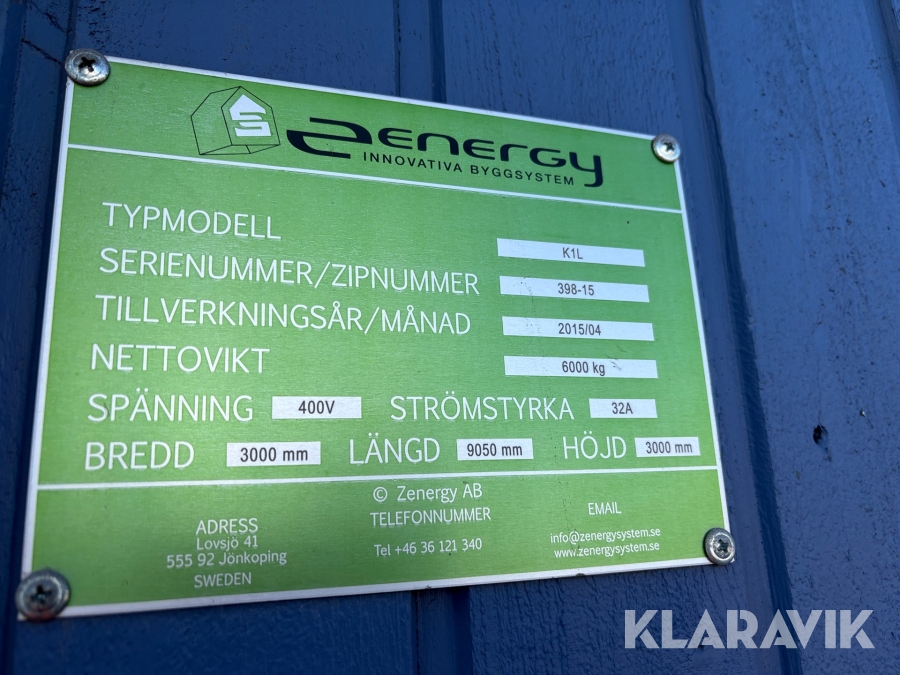 zenergy
INNOVATIVA BYGGSYSTEM
TYPMODELL K1L
SERIENUMMER/ZIPNUMMER 398-15
TILLVERKNINGSÅR/MÅNAD 2015/04
NETTOVIKT 6000 kg
SPÄNNING 400V STRÖMSTYRKA 32A
BREDD 3000 mm LÄNGD 9050 mm HÖJD 3000 mm
ADRESS
Lovsjö 41
555 92 Jönkoping
SWEDEN
© Zenergy AB
TELEFONNUMMER
Tel +46 36 121 340
EMAIL
info@zenergysystem.se
www.zenergysystem.se
KLARAVIK